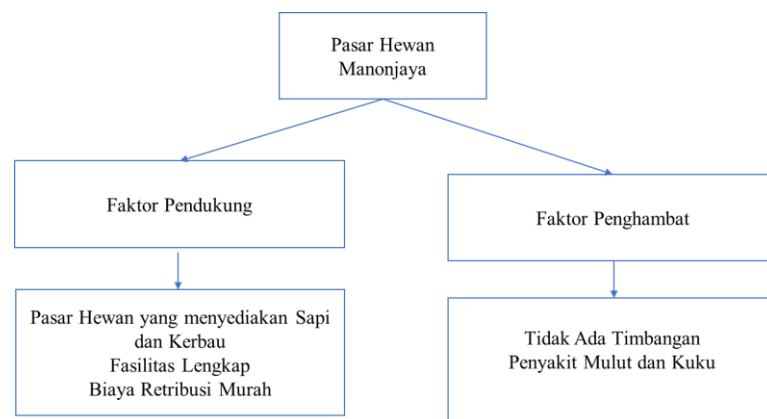 Pasar Hewan
Manonjaya
Faktor Pendukung
Faktor Penghambat
Pasar Hewan yang menyediakan Sapi
dan Kerbau
Fasilitas Lengkap
Biaya Retribusi Murah
Tidak Ada Timbangan
Penyakit Mulut dan Kuku